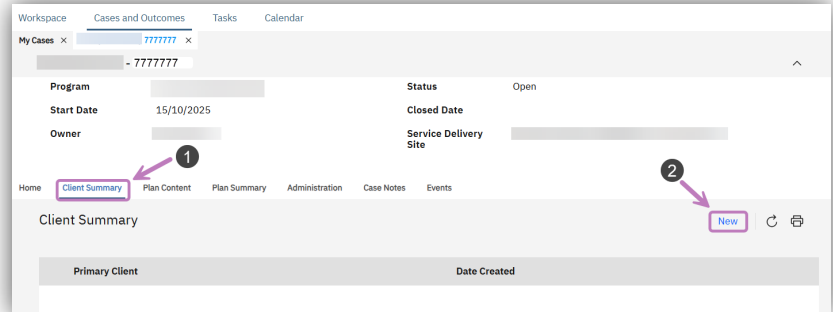 Workspace Cases and Outcomes Tasks Calendar
My Cases × 7777777 ×
- 7777777
Program Status Open
Start Date 15/10/2025 Closed Date
Owner Service Delivery Site
1
2
Home Client Summary Plan Content Plan Summary Administration Case Notes Events
Client Summary New
Primary Client Date Created